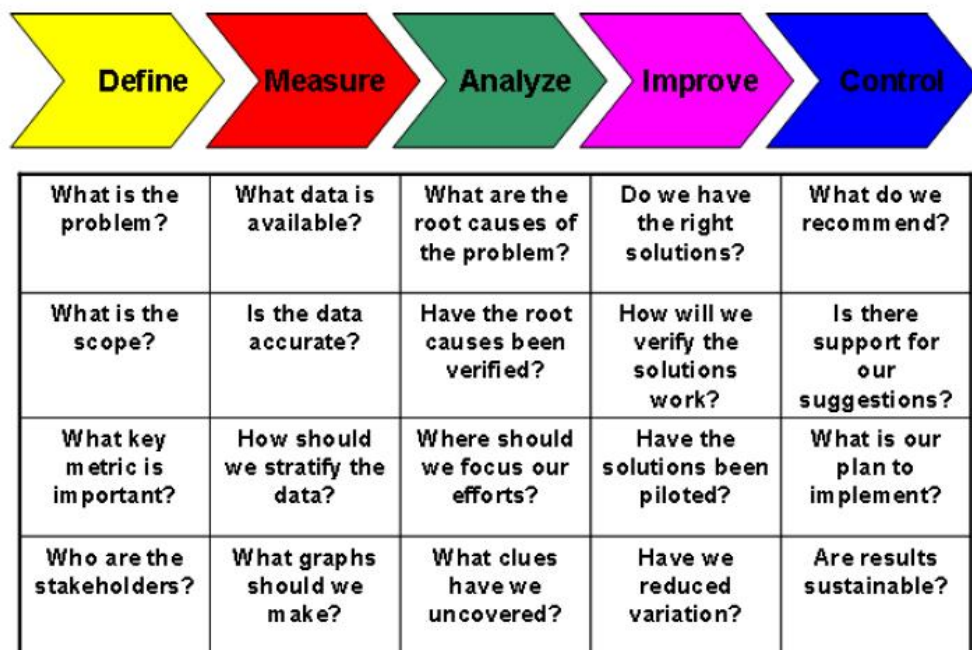 Define
Measure
Analyze
Improve
Control
What is the
problem?
What data is
available?
What are the
root causes of
the problem?
Do we have
the right
solutions?
What do we
recommend?
What is the
scope?
Is the data
accurate?
Have the root
causes been
verified?
How will we
verify the
solutions
work?
Is there
support for
our
suggestions?
What key
metric is
important?
How should
we stratify the
data?
Where should
we focus our
efforts?
Have the
solutions been
piloted?
What is our
plan to
implement?
Who are the
stakeholders?
What graphs
should we
make?
What clues
have we
uncovered?
Have we
reduced
variation?
Are results
sustainable?